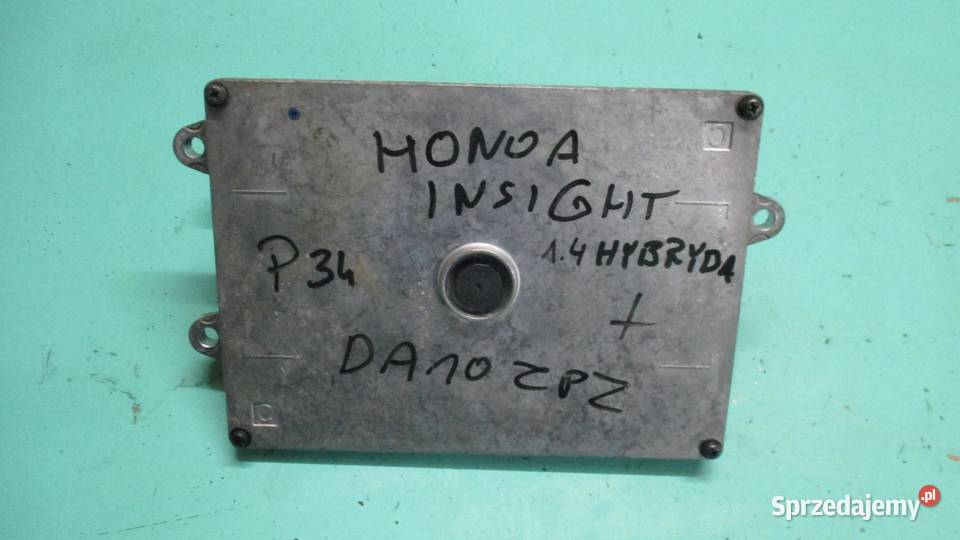 HONDA
INSIGHT
1.4 HYBRYDA
P34
+
DA10ZPZ
C
C
Sprzedajemy.pl